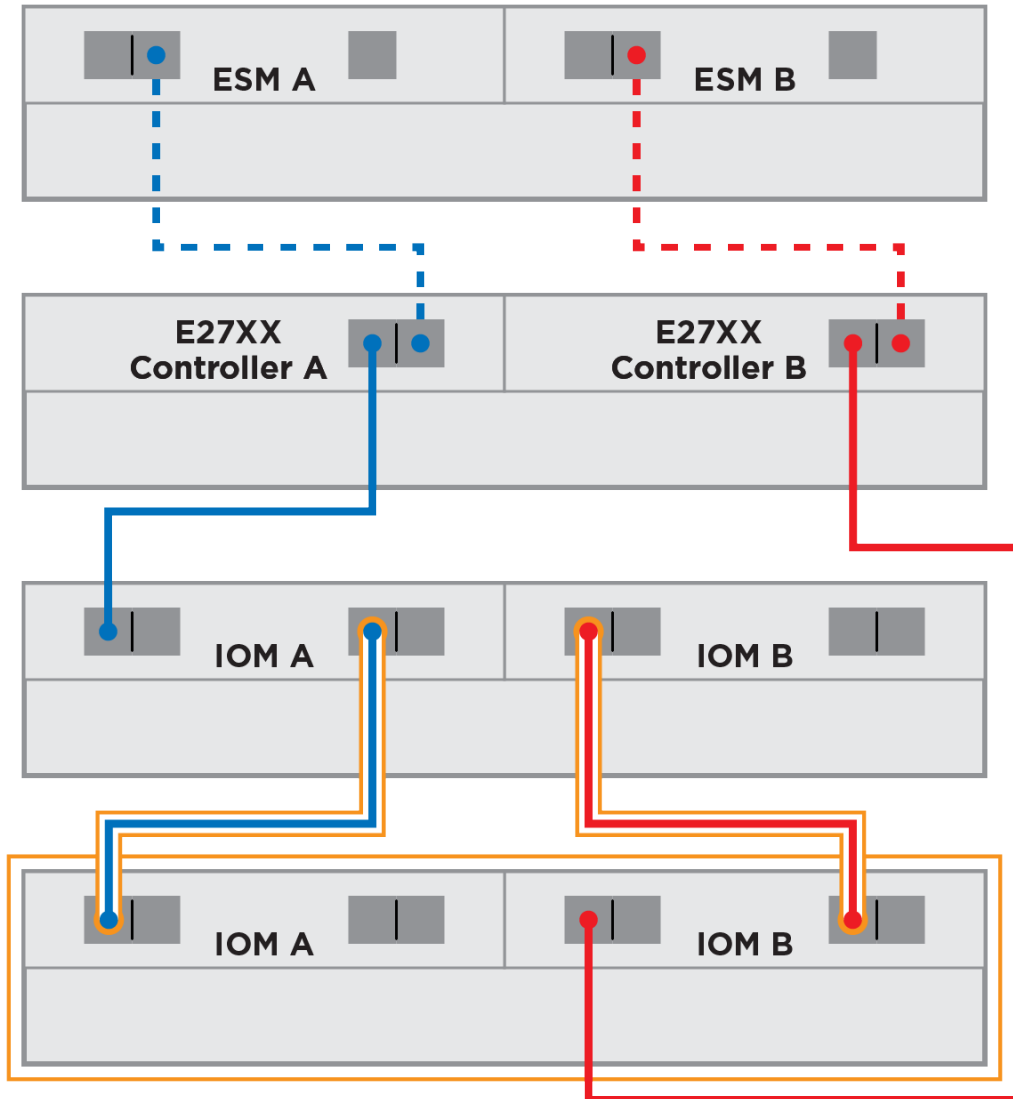 ESM A
ESM B
E27XX
Controller A
E27XX
Controller B
IOM A
IOM B
IOM A
IOM B